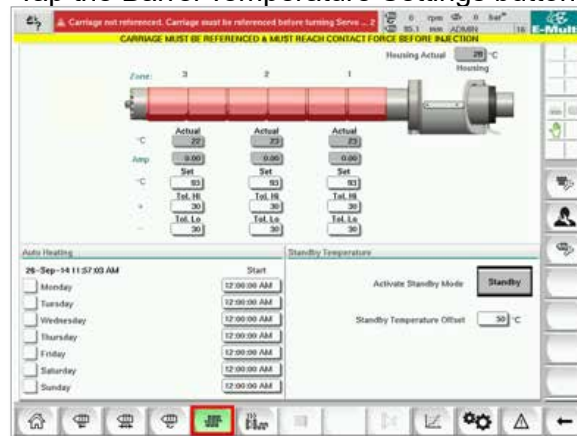 Tap the Barrel Temperature Settings button
Carriage not referenced. Carriage must be referenced before turning Servo ... 2
0 rpm 0 bar"
95.1 mm ADMIN 16 E-Multi
CARRIAGE MUST BE REFERENCED & MUST REACH CONTACT FORCE BEFORE INJECTION
Housing Actual 28 °C
Zone: 3 2 1 Housing
Actual Actual Actual
°C 22 23 23
Amp 0.00 0.00 0.00
Set Set Set
°C 93 93 93
Tol. Hi Tol. Hi Tol. Hi
+ 30 30 30
Tol. Lo Tol. Lo Tol. Lo
- 30 30 30
Auto Heating Standby Temperature
26-Sep-14 11:57:03 AM Start
Monday 12:00:00 AM
Activate Standby Mode Standby
Tuesday 12:00:00 AM
Wednesday 12:00:00 AM
Standby Temperature Offset 50 °C
Thursday 12:00:00 AM
Friday 12:00:00 AM
Saturday 12:00:00 AM
Sunday 12:00:00 AM